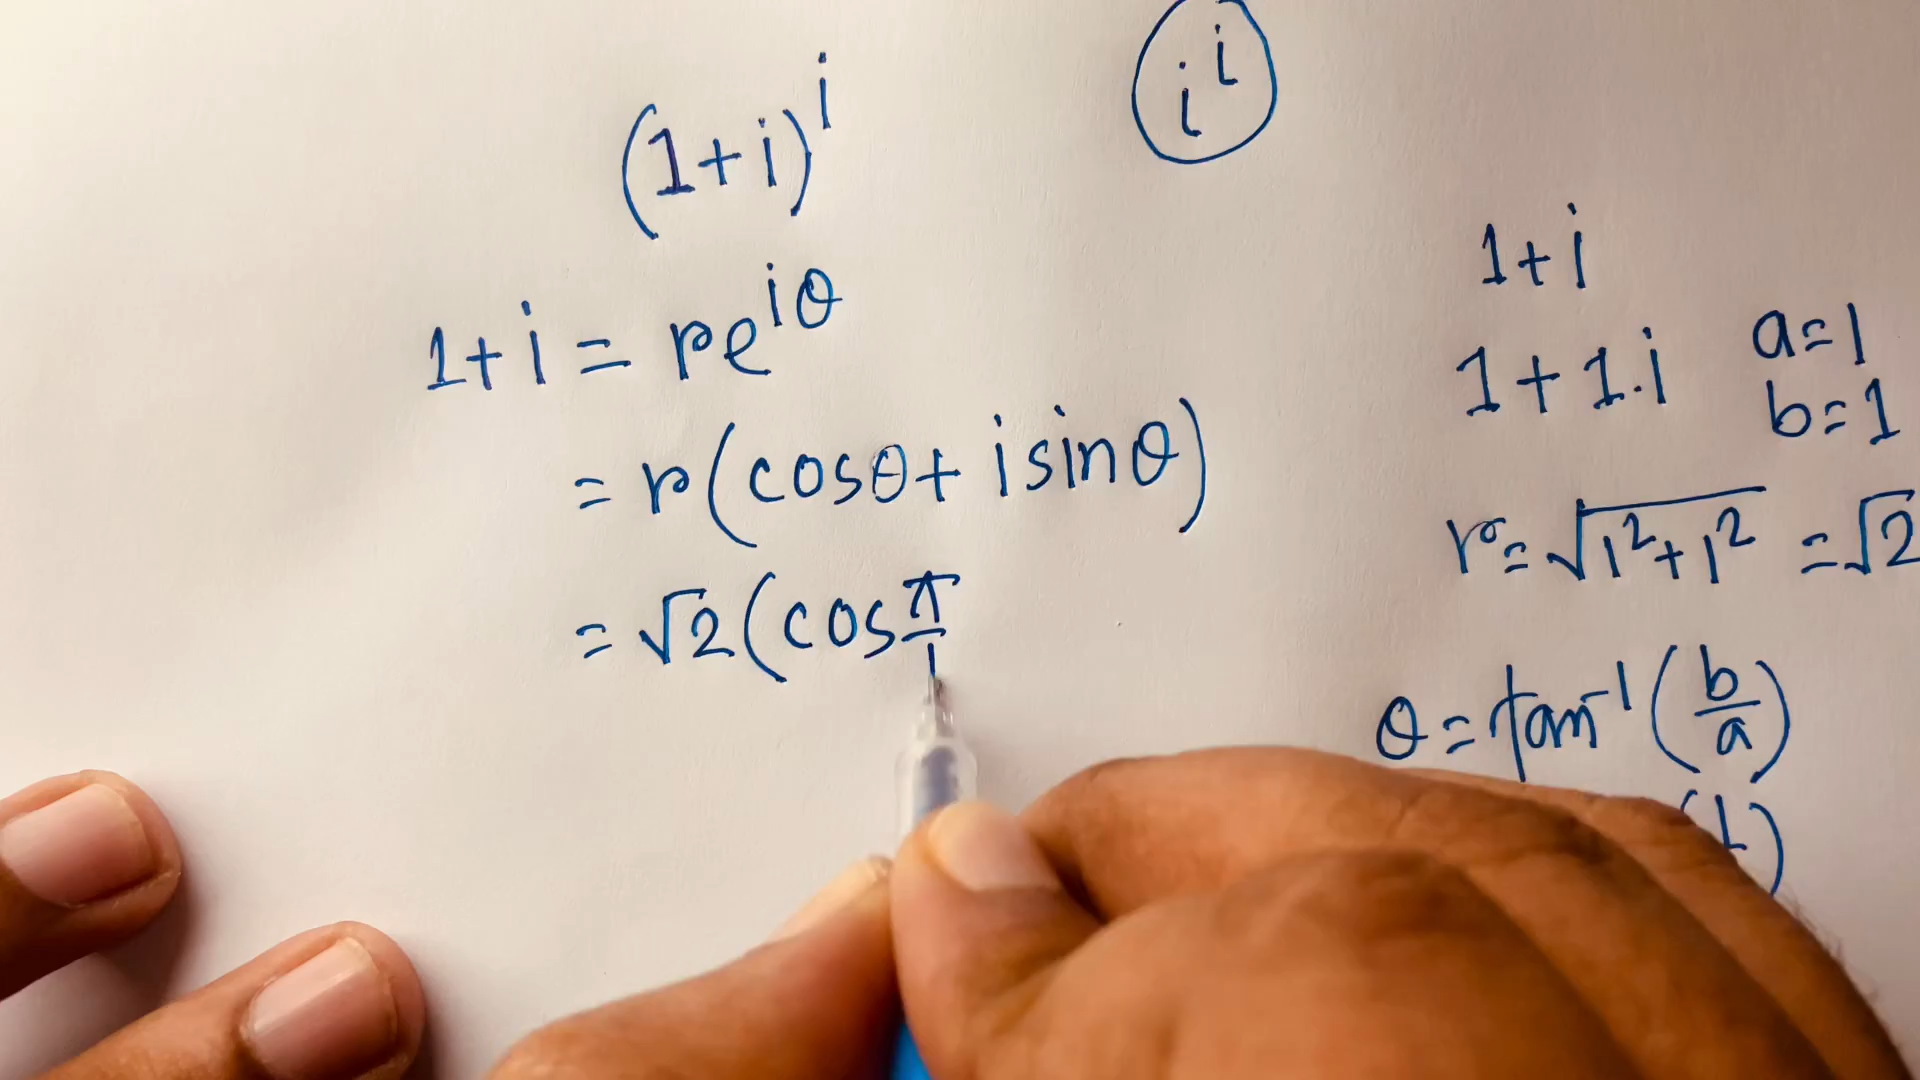 (1+i)^i
i^i
1+i = re^{iθ}
= r(cosθ + i sinθ)
= √2 (cos π/
1+i
1+1.i
a=1
b=1
r = √(1²+1²) = √2
θ = tan⁻¹(b/a)